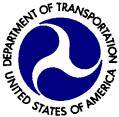 DEPARTMENT OF TRANSPORTATION
UNITED STATES OF AMERICA